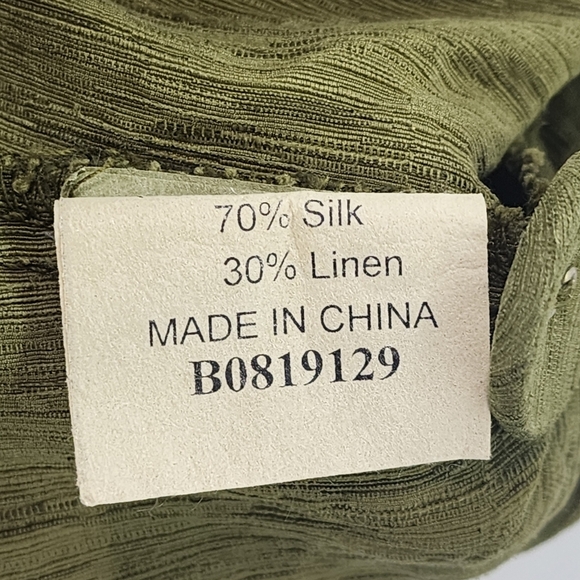 70% Silk
30% Linen
MADE IN CHINA
B0819129